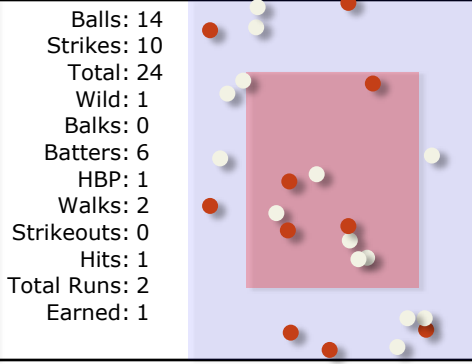 Balls: 14
Strikes: 10
Total: 24
Wild: 1
Balks: 0
Batters: 6
HBP: 1
Walks: 2
Strikeouts: 0
Hits: 1
Total Runs: 2
Earned: 1